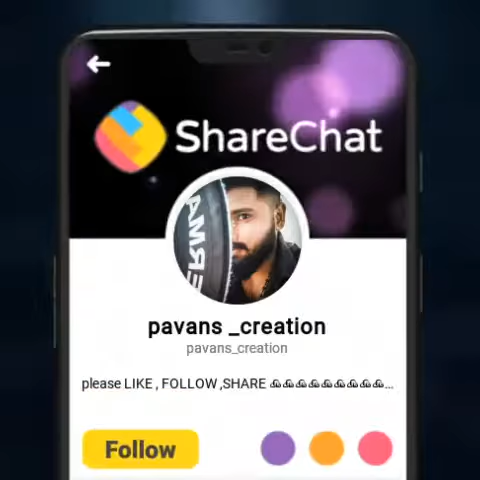 ShareChat
pavans _creation
pavans_creation
please LIKE , FOLLOW ,SHARE 🙏🙏🙏🙏🙏🙏🙏🙏🙏...
Follow